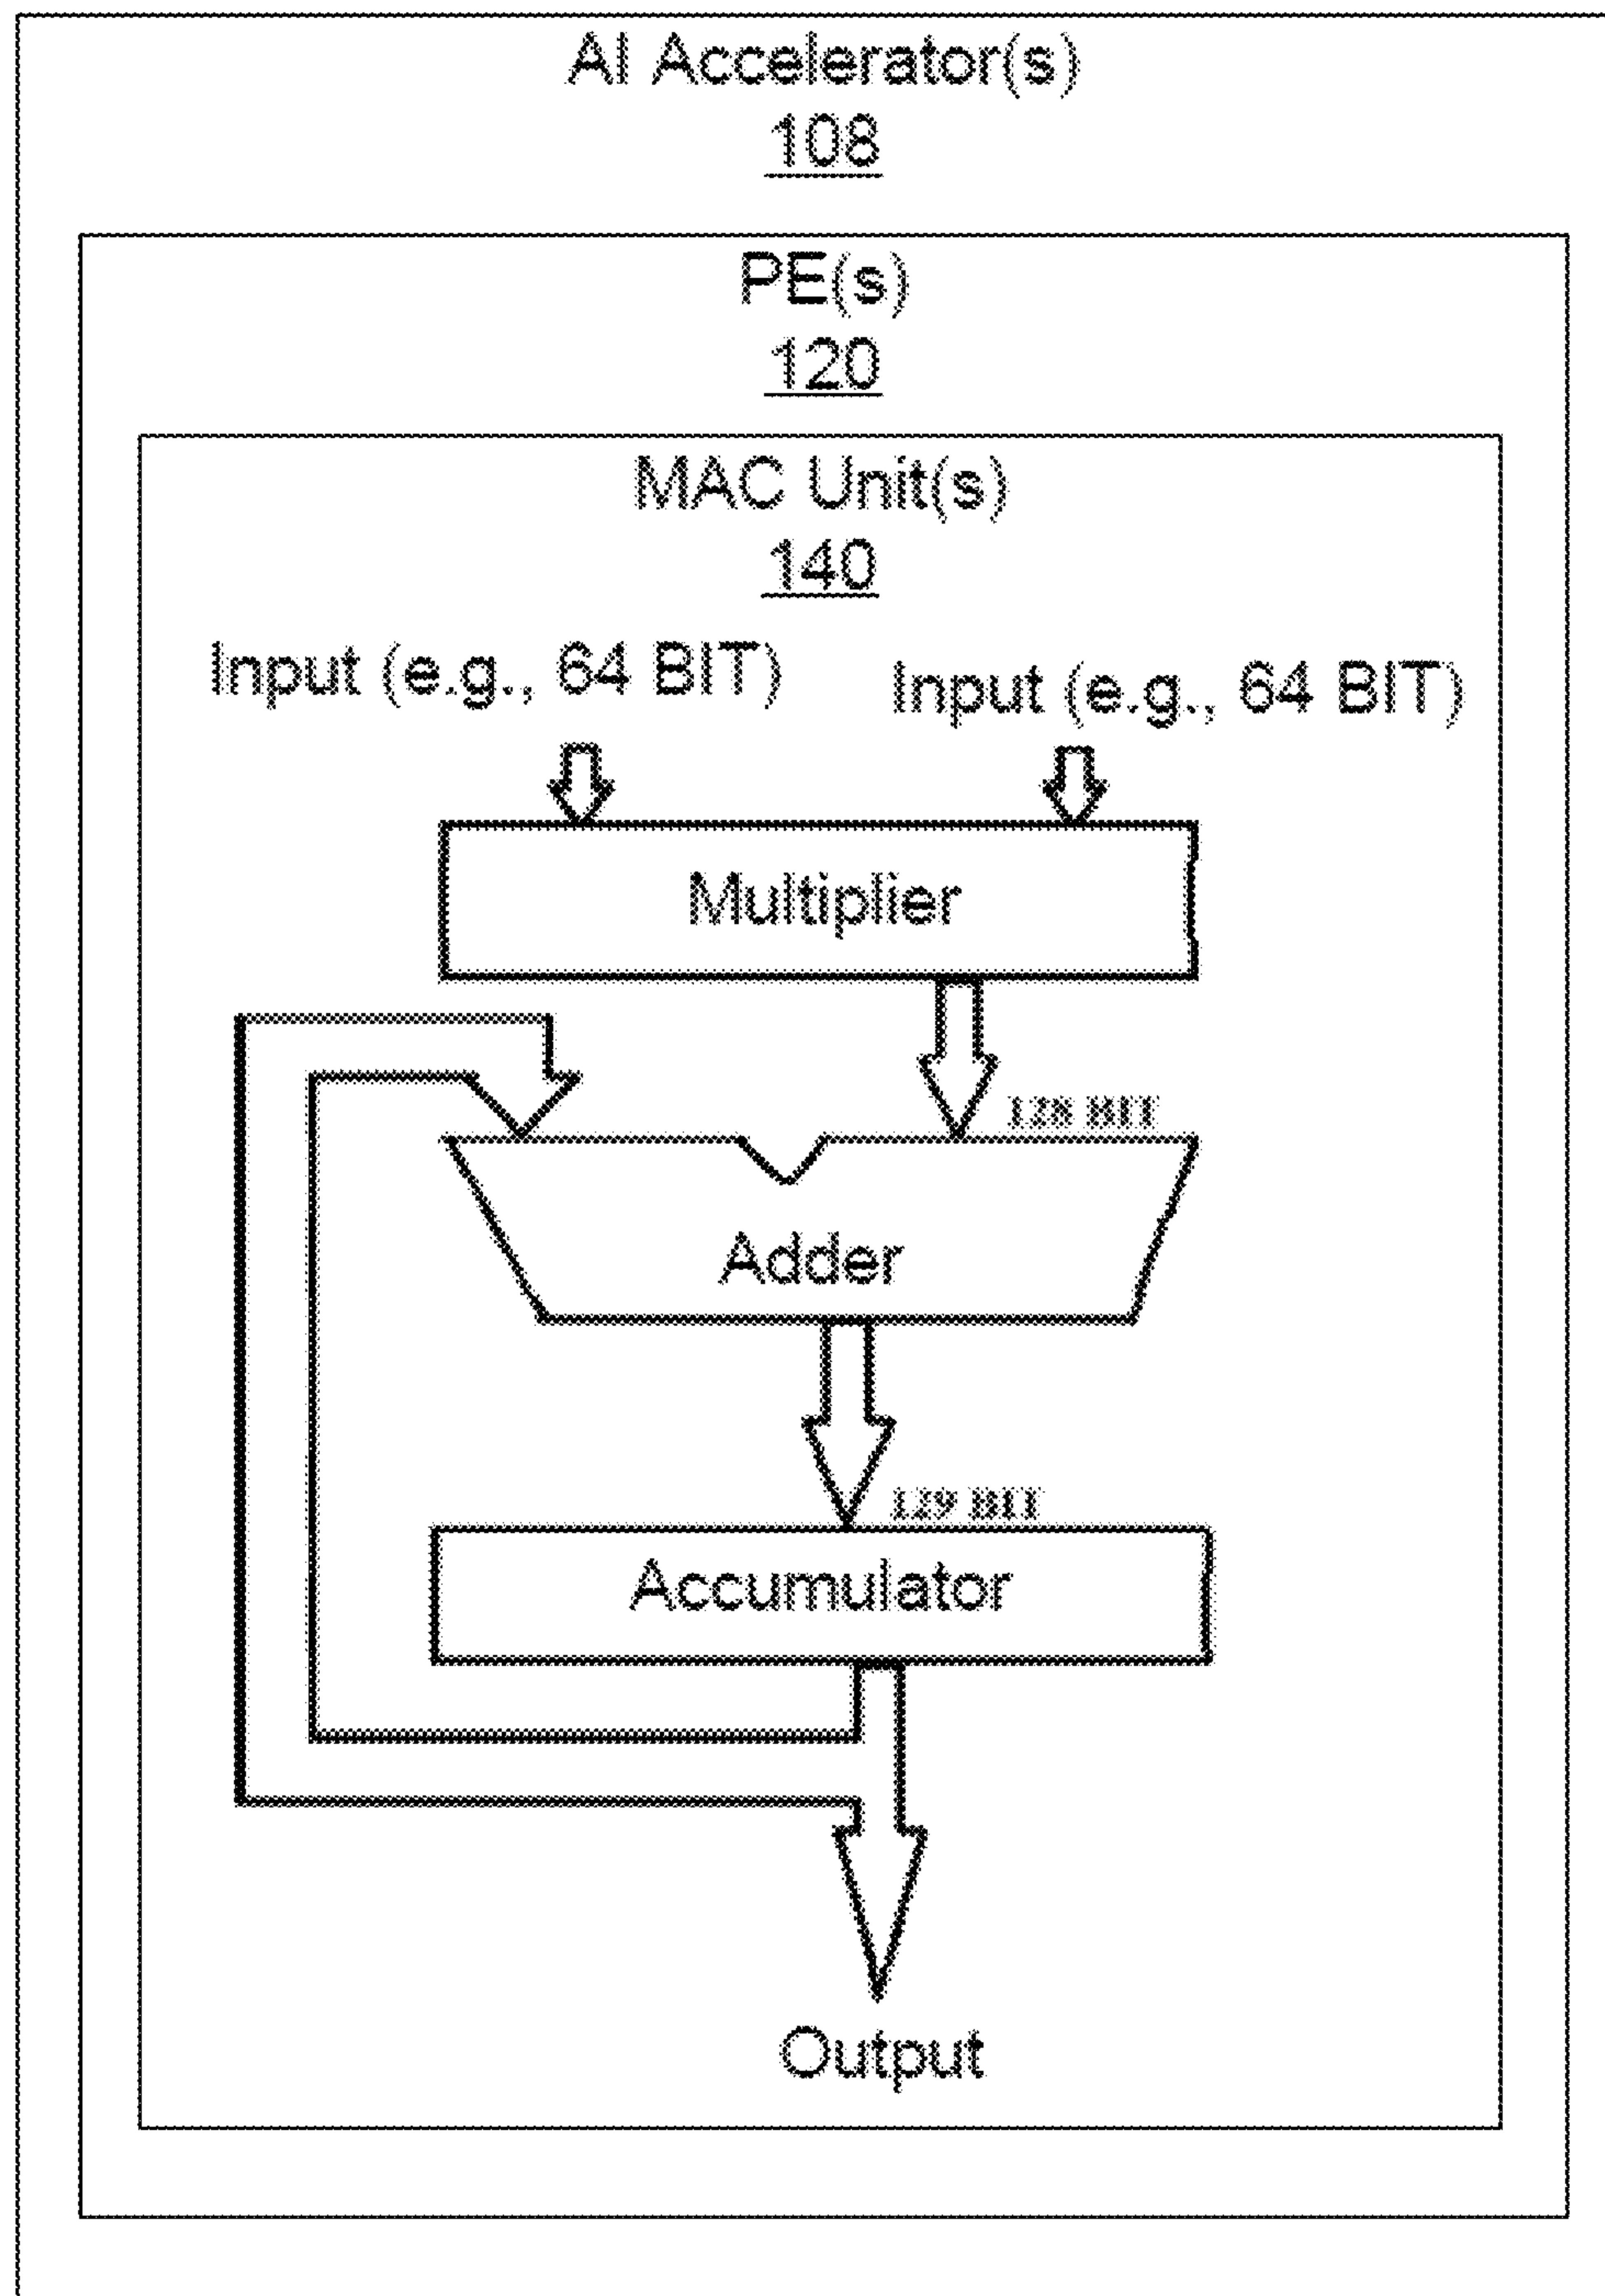 AI Accelerator(s)
108
PE(s)
120
MAC Unit(s)
140
Input (e.g., 64 BIT)
Input (e.g., 64 BIT)
Multiplier
128 BIT
Adder
129 BIT
Accumulator
Output